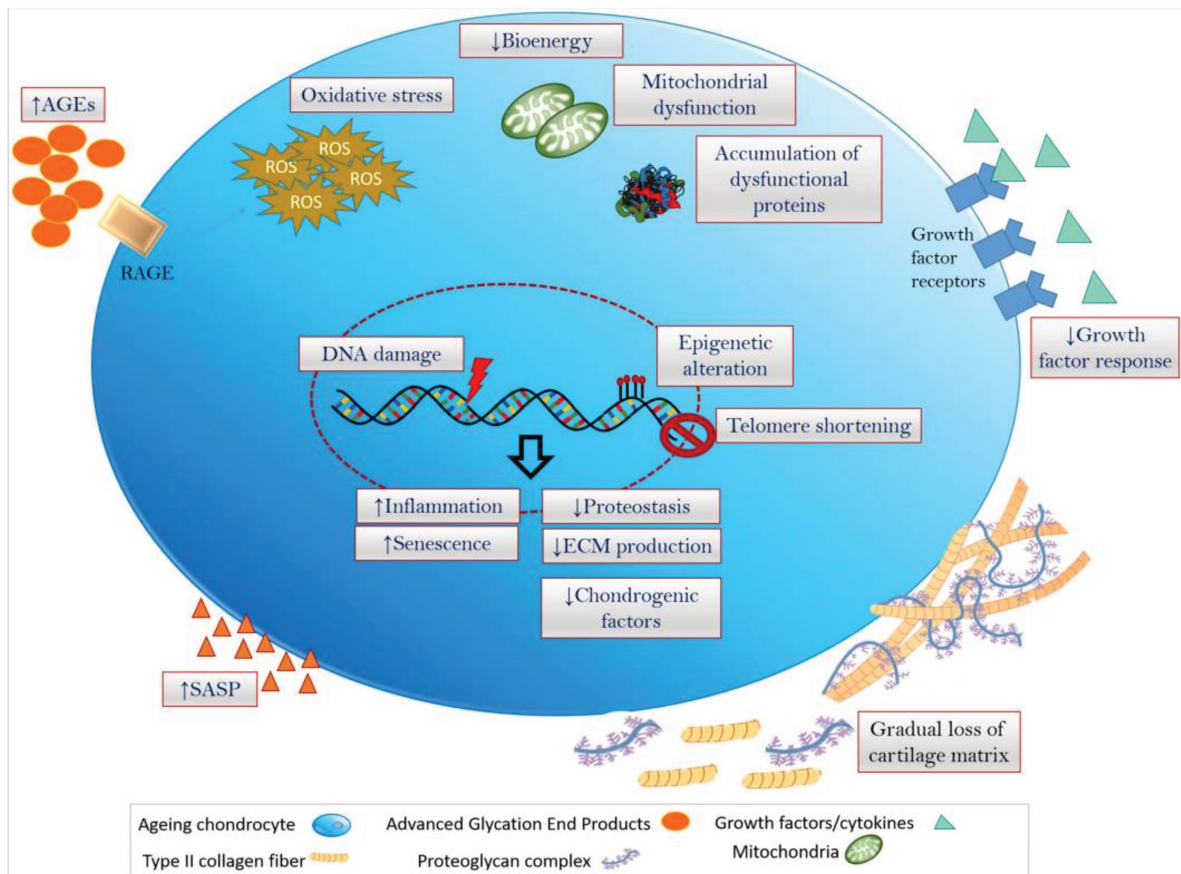 ↓Bioenergy
Mitochondrial
dysfunction
Oxidative stress
↑AGEs
ROS
ROS
ROS
ROS
Accumulation of
dysfunctional
proteins
RAGE
Growth
factor
receptors
↓Growth
factor response
DNA damage
Epigenetic
alteration
Telomere shortening
↑Inflammation
↓Proteostasis
↑Senescence
↓ECM production
↓Chondrogenic
factors
↑SASP
Gradual loss of
cartilage matrix
Ageing chondrocyte
Advanced Glycation End Products
Growth factors/cytokines
Type II collagen fiber
Proteoglycan complex
Mitochondria